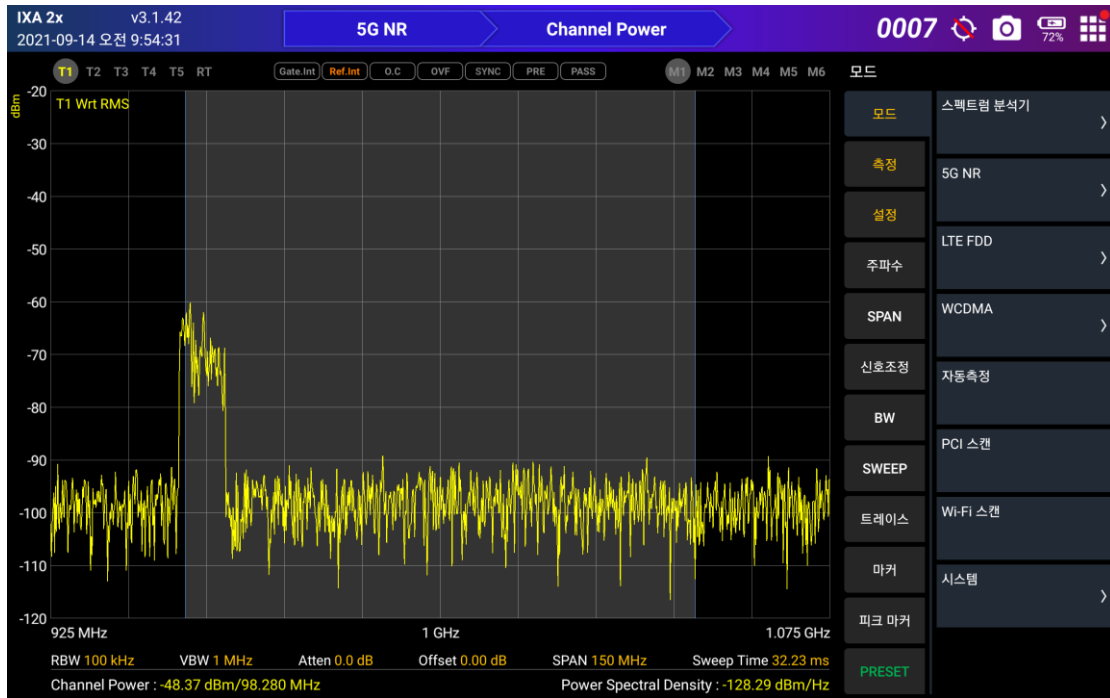 IXA 2x v3.1.42
2021-09-14 오전 9:54:31
5G NR
Channel Power
0007
72%
T1 T2 T3 T4 T5 RT
Gate.Int Ref.Int O.C OVF SYNC PRE PASS
M1 M2 M3 M4 M5 M6
모드
dBm
T1 Wrt RMS
-20
-30
-40
-50
-60
-70
-80
-90
-100
-110
-120
925 MHz 1 GHz 1.075 GHz
RBW 100 kHz VBW 1 MHz Atten 0.0 dB Offset 0.00 dB SPAN 150 MHz Sweep Time 32.23 ms
Channel Power : -48.37 dBm/98.280 MHz Power Spectral Density : -128.29 dBm/Hz
모드
측정
설정
주파수
SPAN
신호조정
BW
SWEEP
트레이스
마커
피크 마커
PRESET
스펙트럼 분석기
5G NR
LTE FDD
WCDMA
자동측정
PCI 스캔
Wi-Fi 스캔
시스템